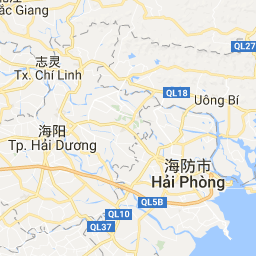 ắc Giang
QL27
志灵
Tx. Chí Linh
QL18
Uông Bí
海阳
Tp. Hải Dương
海防市
Hải Phòng
QL5B
QL10
QL37